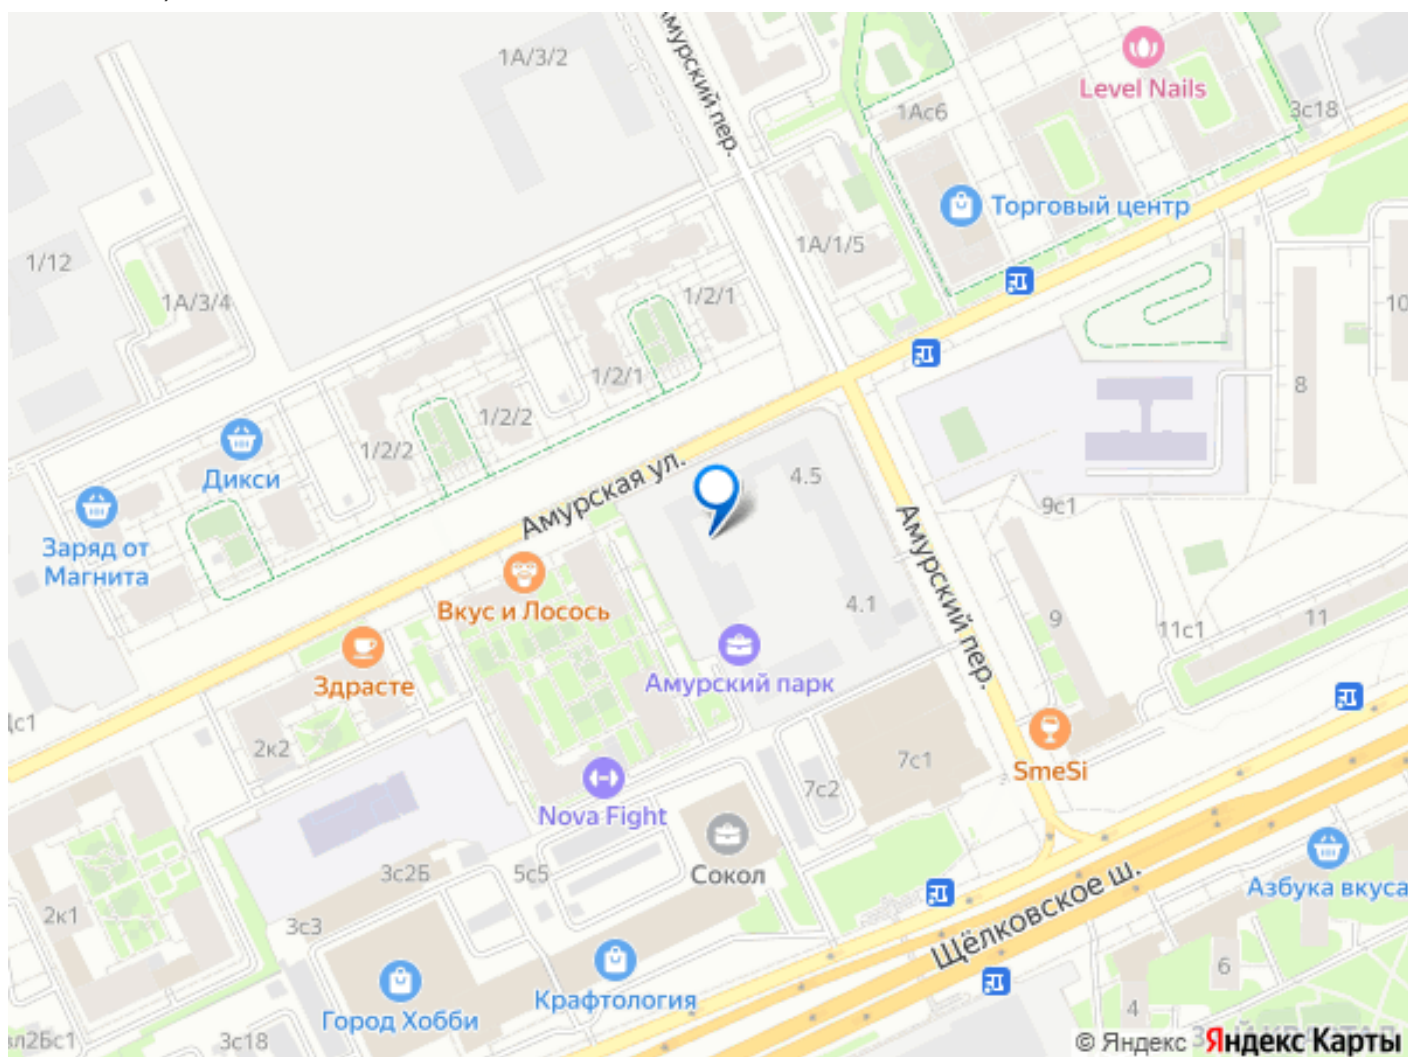 1А/3/2
Амурский пер.
Level Nails
1Ас6
3с18
Торговый центр
1/12
1А/1/5
1А/3/4
1/2/1
10
1/2/1
8
1/2/2
1/2/2
Дикси
Амурская ул.
4.5
9с1
Заряд от
Магнита
Амурский пер.
Вкус и Лосось
4.1
9
11с1
11
Здрасте
Амурский парк
2к2
7с1
SmeSi
7с2
Nova Fight
3с2Б
5с5
Сокол
Щёлковское ш.
Азбука вкуса
2к1
3с3
6
Крафтология
Город Хобби
4
3с18
© Яндекс Яндекс Карты